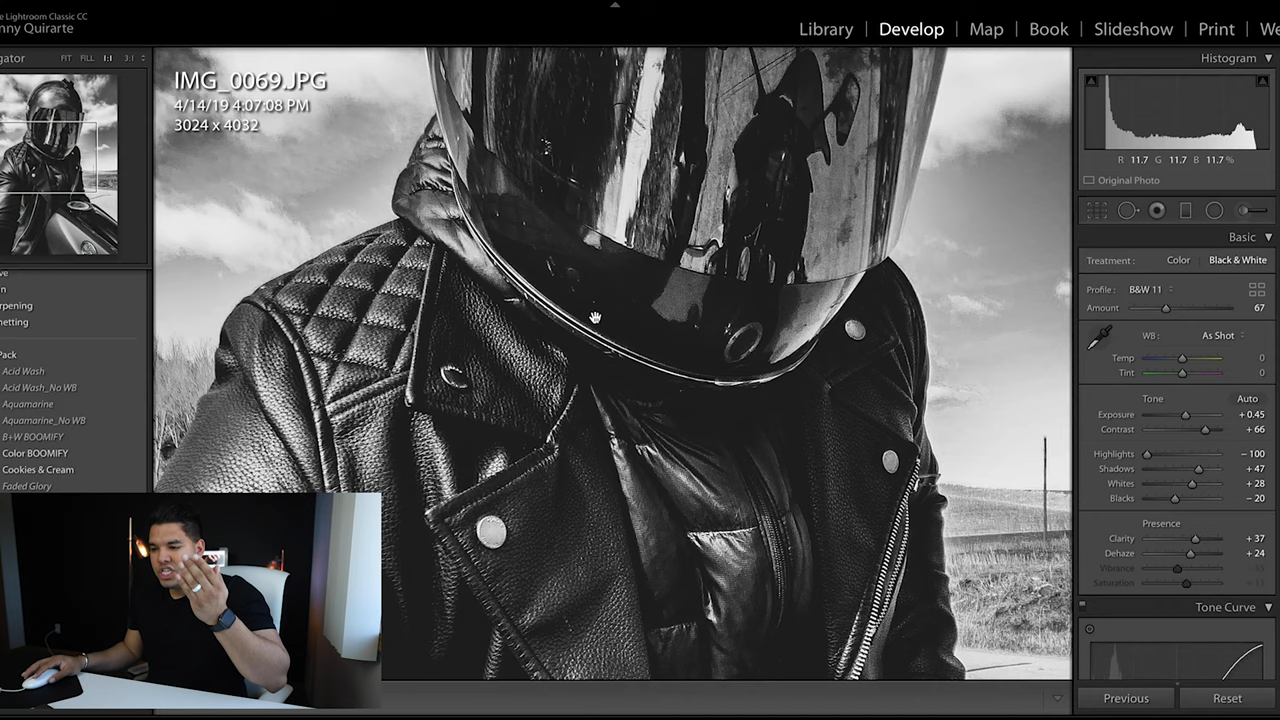 e Lightroom Classic CC
nny Quirarte
Library | Develop | Map | Book | Slideshow | Print | We
gator FIT FILL 1:1 3:1
Histogram
IMG_0069.JPG
4/14/19 4:07:08 PM
3024 x 4032
R 11.7 G 11.7 B 11.7 %
Original Photo
Basic
Treatment : Color Black & White
Profile : B&W 11
Amount 67
WB : As Shot
Temp 0
Tint 0
Tone Auto
Exposure + 0.45
Contrast + 66
Highlights − 100
Shadows + 47
Whites + 28
Blacks − 20
Presence
Clarity + 37
Dehaze + 24
Vibrance
Saturation + 11
Tone Curve
Previous Reset
ve
n
rpening
netting
Pack
Acid Wash
Acid Wash_No WB
Aquamarine
Aquamarine_No WB
B+W BOOMIFY
Color BOOMIFY
Cookies & Cream
Faded Glory